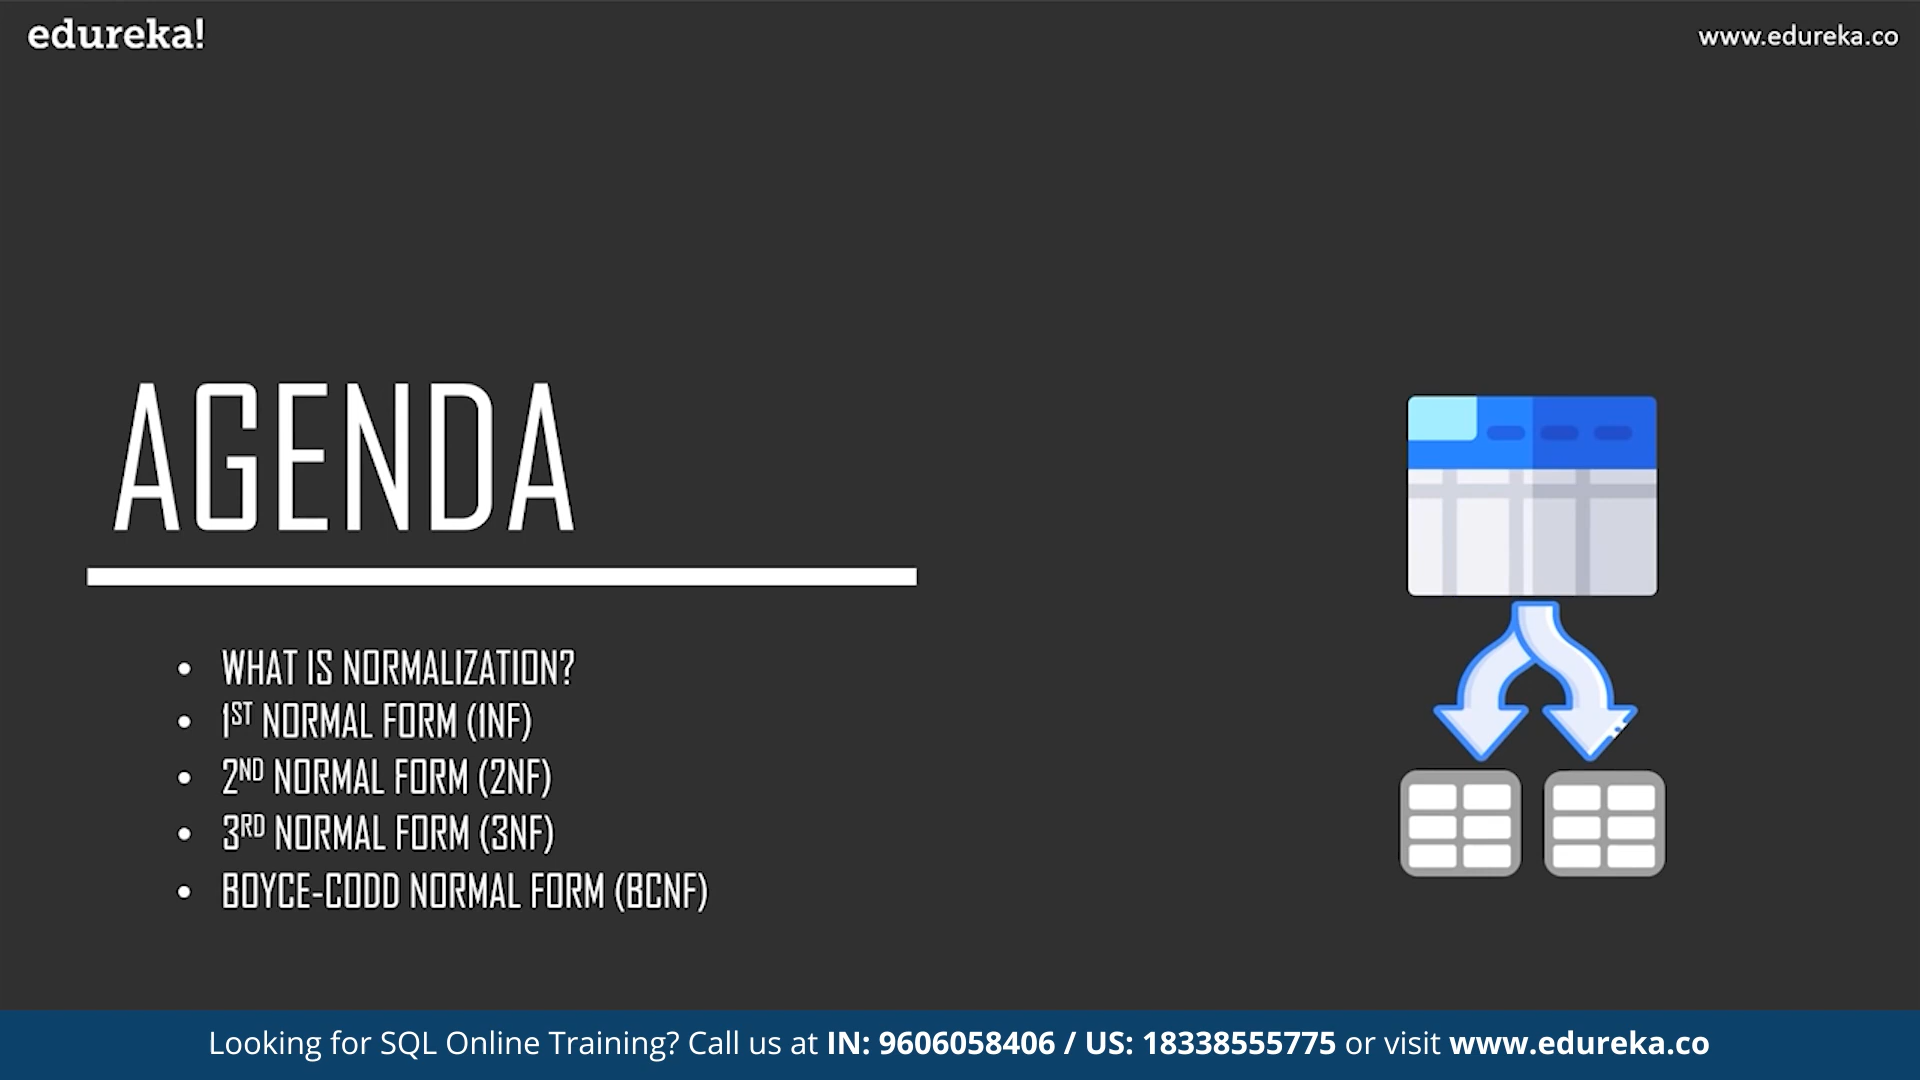 edureka!
www.edureka.co
AGENDA
• WHAT IS NORMALIZATION?
• 1ST NORMAL FORM (1NF)
• 2ND NORMAL FORM (2NF)
• 3RD NORMAL FORM (3NF)
• BOYCE-CODD NORMAL FORM (BCNF)
Looking for SQL Online Training? Call us at IN: 9606058406 / US: 18338555775 or visit www.edureka.co